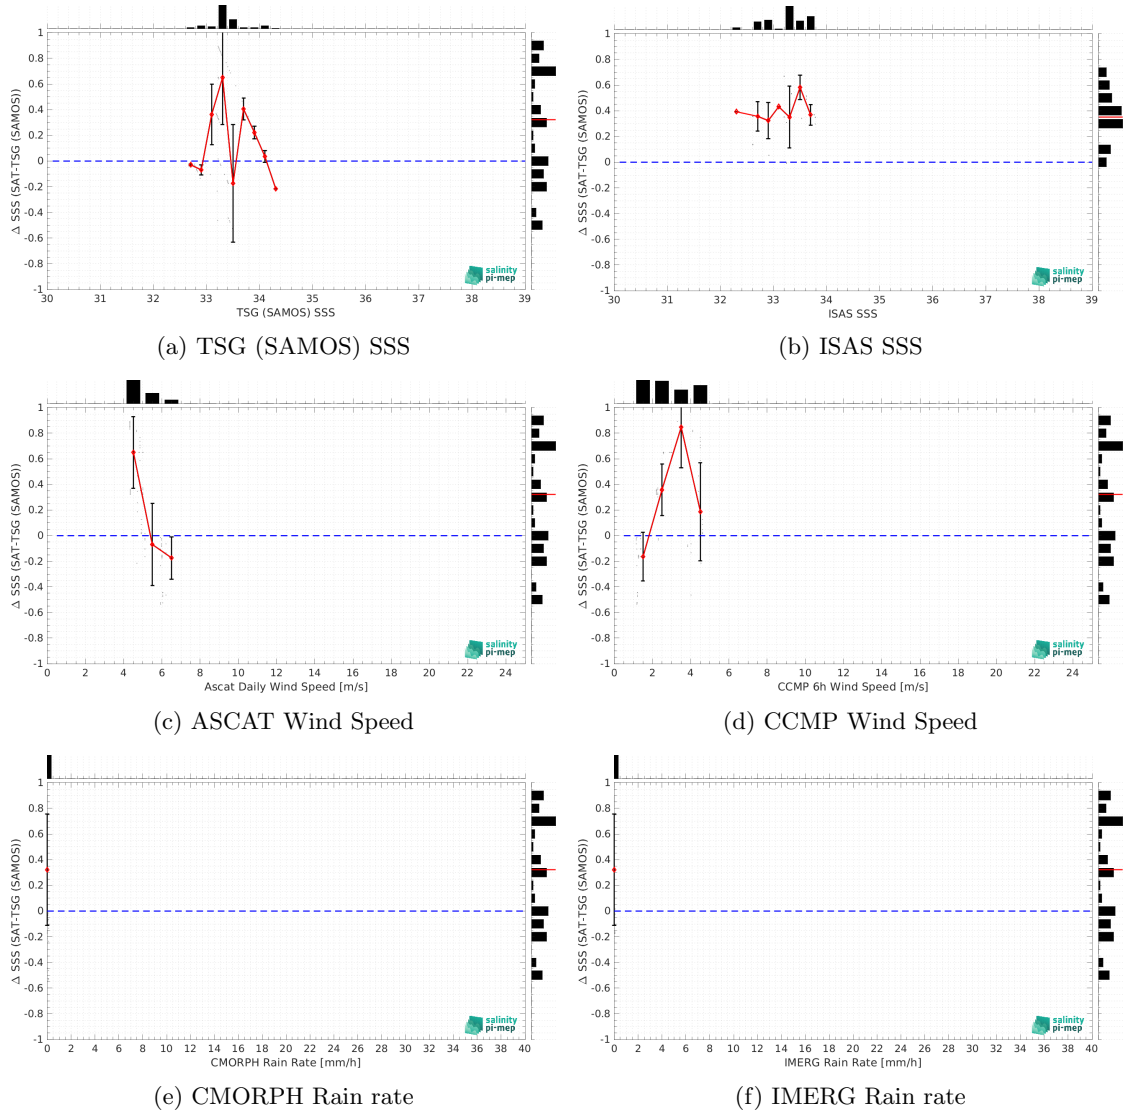 1
0.8
0.6
0.4
0.2
0
-0.2
-0.4
-0.6
-0.8
-1
Δ SSS (SAT-TSG (SAMOS))
salinity
pi-mep
30 31 32 33 34 35 36 37 38 39
TSG (SAMOS) SSS
(a) TSG (SAMOS) SSS
1
0.8
0.6
0.4
0.2
0
-0.2
-0.4
-0.6
-0.8
-1
Δ SSS (SAT-TSG (SAMOS))
salinity
pi-mep
30 31 32 33 34 35 36 37 38 39
ISAS SSS
(b) ISAS SSS
1
0.8
0.6
0.4
0.2
0
-0.2
-0.4
-0.6
-0.8
-1
Δ SSS (SAT-TSG (SAMOS))
salinity
pi-mep
0 2 4 6 8 10 12 14 16 18 20 22 24
Ascat Daily Wind Speed [m/s]
(c) ASCAT Wind Speed
1
0.8
0.6
0.4
0.2
0
-0.2
-0.4
-0.6
-0.8
-1
Δ SSS (SAT-TSG (SAMOS))
salinity
pi-mep
0 2 4 6 8 10 12 14 16 18 20 22 24
CCMP 6h Wind Speed [m/s]
(d) CCMP Wind Speed
1
0.8
0.6
0.4
0.2
0
-0.2
-0.4
-0.6
-0.8
-1
Δ SSS (SAT-TSG (SAMOS))
salinity
pi-mep
0 2 4 6 8 10 12 14 16 18 20 22 24 26 28 30 32 34 36 38 40
CMORPH Rain Rate [mm/h]
(e) CMORPH Rain rate
1
0.8
0.6
0.4
0.2
0
-0.2
-0.4
-0.6
-0.8
-1
Δ SSS (SAT-TSG (SAMOS))
salinity
pi-mep
0 2 4 6 8 10 12 14 16 18 20 22 24 26 28 30 32 34 36 38 40
IMERG Rain Rate [mm/h]
(f) IMERG Rain rate